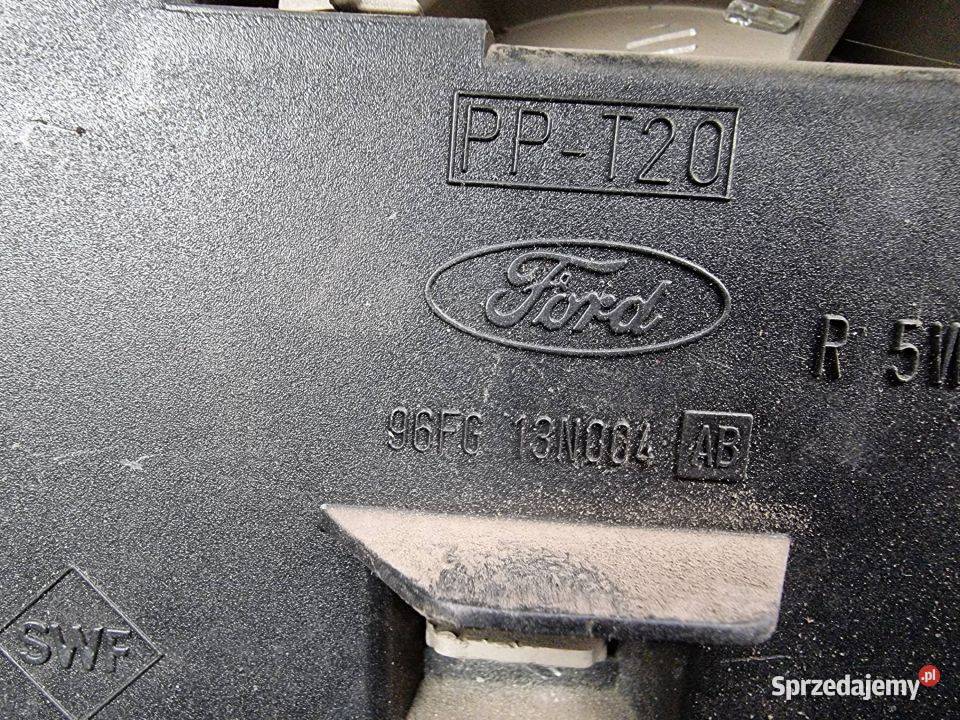 PP-T20
Ford
R 5W
96FG 13N004 AB
SWF
Sprzedajemy.pl